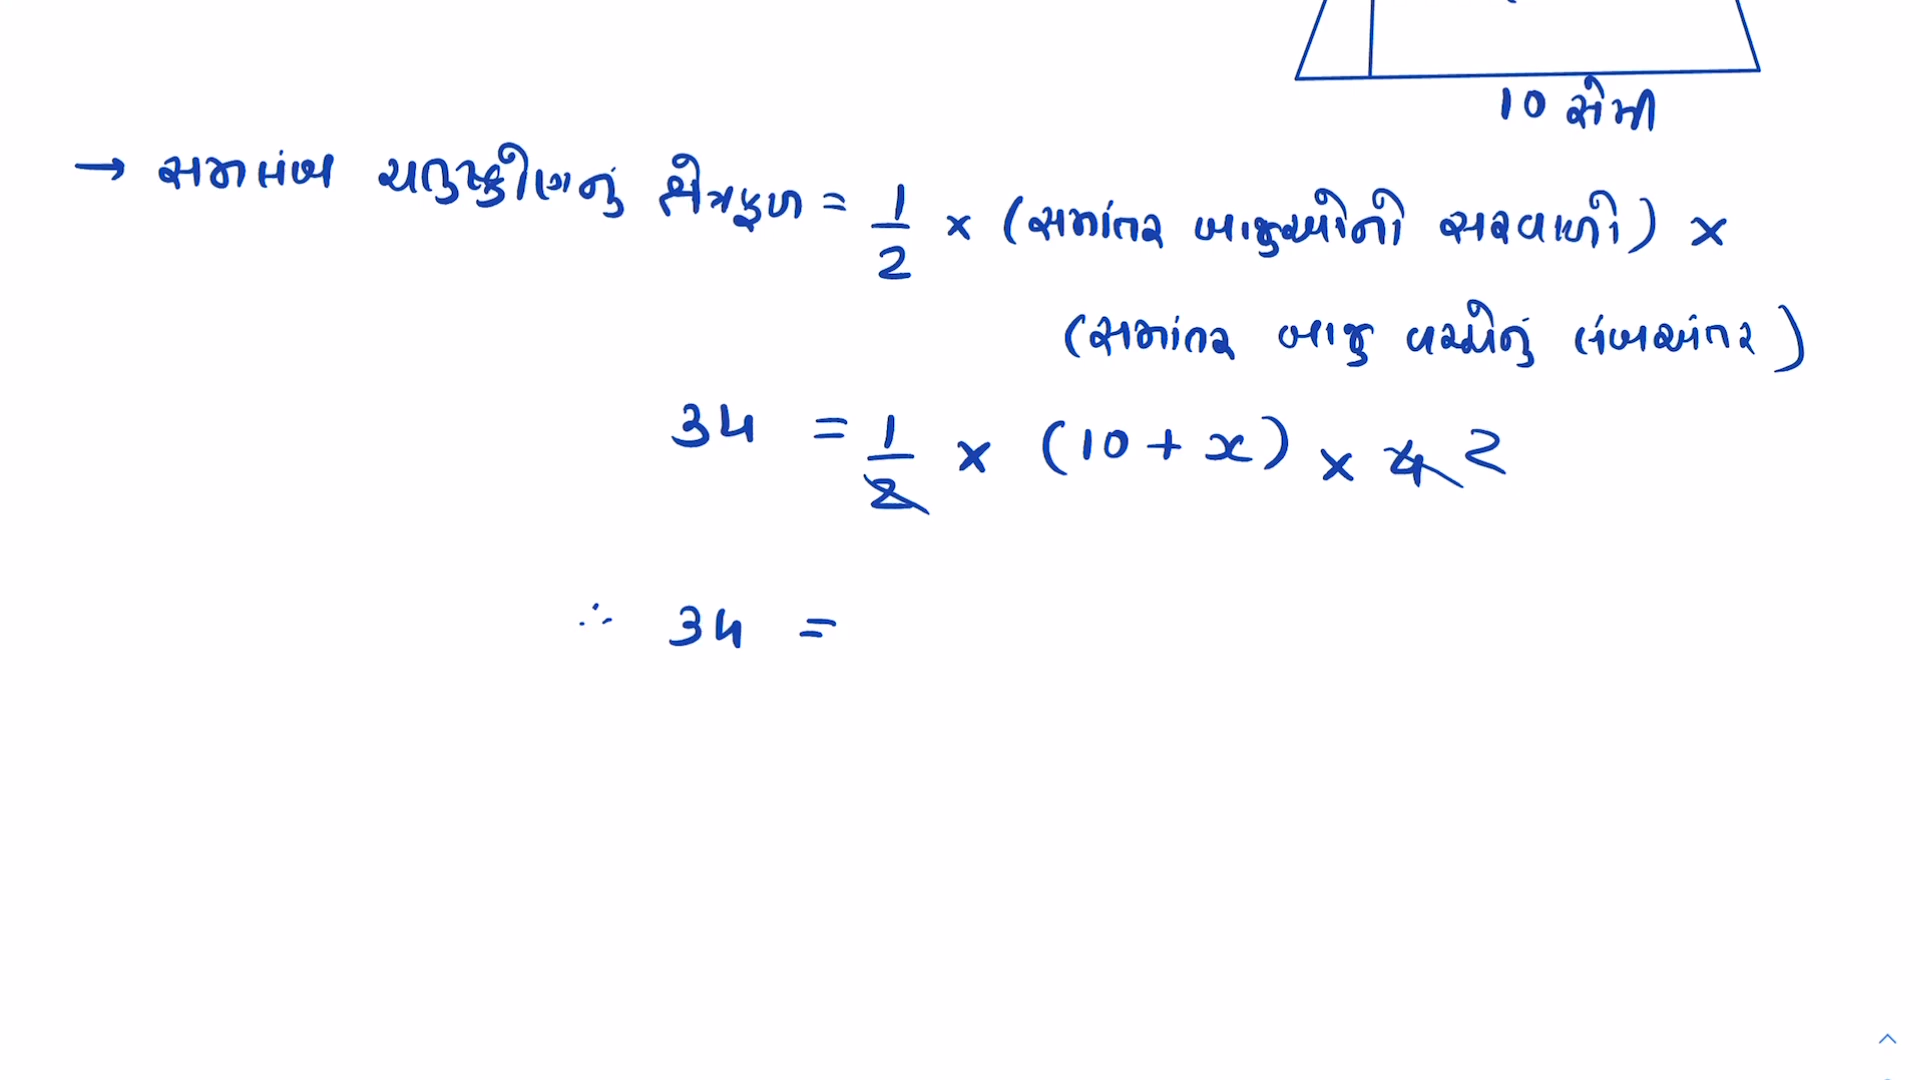 10 સેમી
→ સમલંબ ચતુષ્કોણનું ક્ષેત્રફળ = 1/2 × (સમાંતર બાજુઓનો સરવાળો) ×
(સમાંતર બાજુ વચ્ચેનું લંબઅંતર)
34 = 1/2 × (10 + x) × 4 2
∴ 34 =